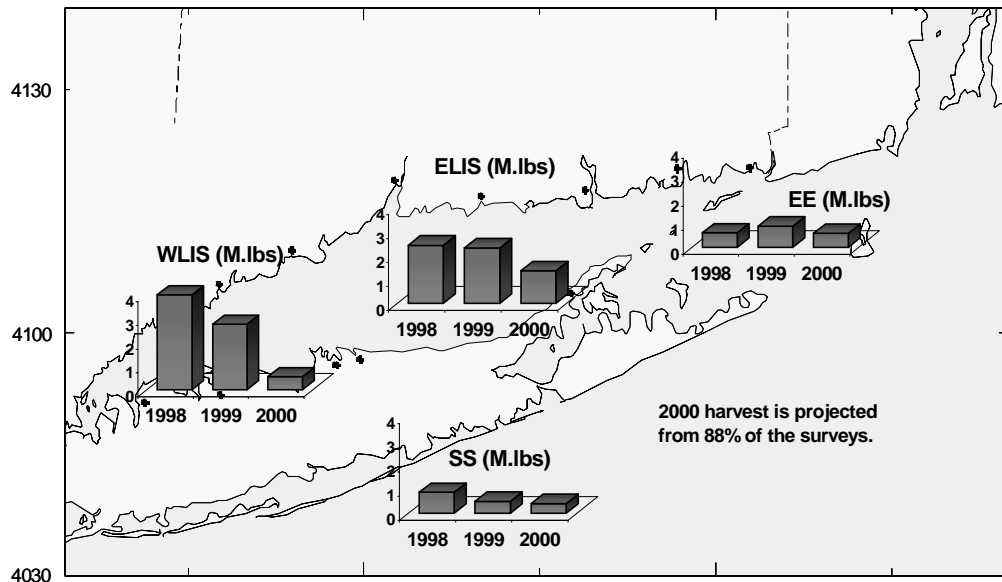 4130
ELIS (M.lbs)
4
3
2
1
0
1998 1999 2000
EE (M.lbs)
4
3
2
1
0
1998 1999 2000
WLIS (M.lbs)
4
3
2
1
0
1998 1999 2000
4100
2000 harvest is projected
from 88% of the surveys.
SS (M.lbs)
4
3
2
1
0
1998 1999 2000
4030